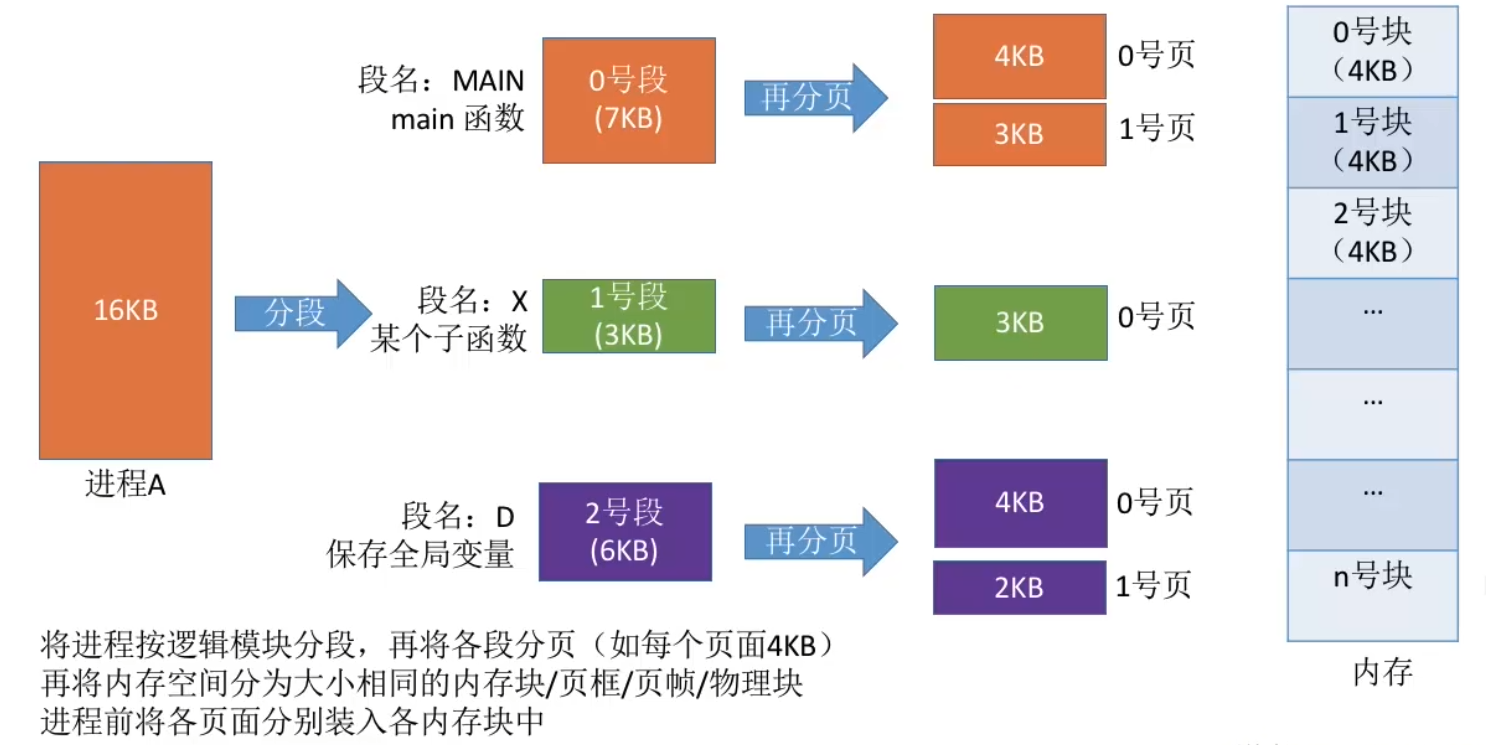 段名：MAIN
main 函数
0号段
(7KB)
再分页
4KB
0号页
3KB
1号页
16KB
进程A
分段
段名：X
某个子函数
1号段
(3KB)
再分页
3KB
0号页
段名：D
保存全局变量
2号段
(6KB)
再分页
4KB
0号页
2KB
1号页
0号块
（4KB）
1号块
（4KB）
2号块
（4KB）
...
...
...
n号块
内存
将进程按逻辑模块分段，再将各段分页（如每个页面4KB）
再将内存空间分为大小相同的内存块/页框/页帧/物理块
进程前将各页面分别装入各内存块中